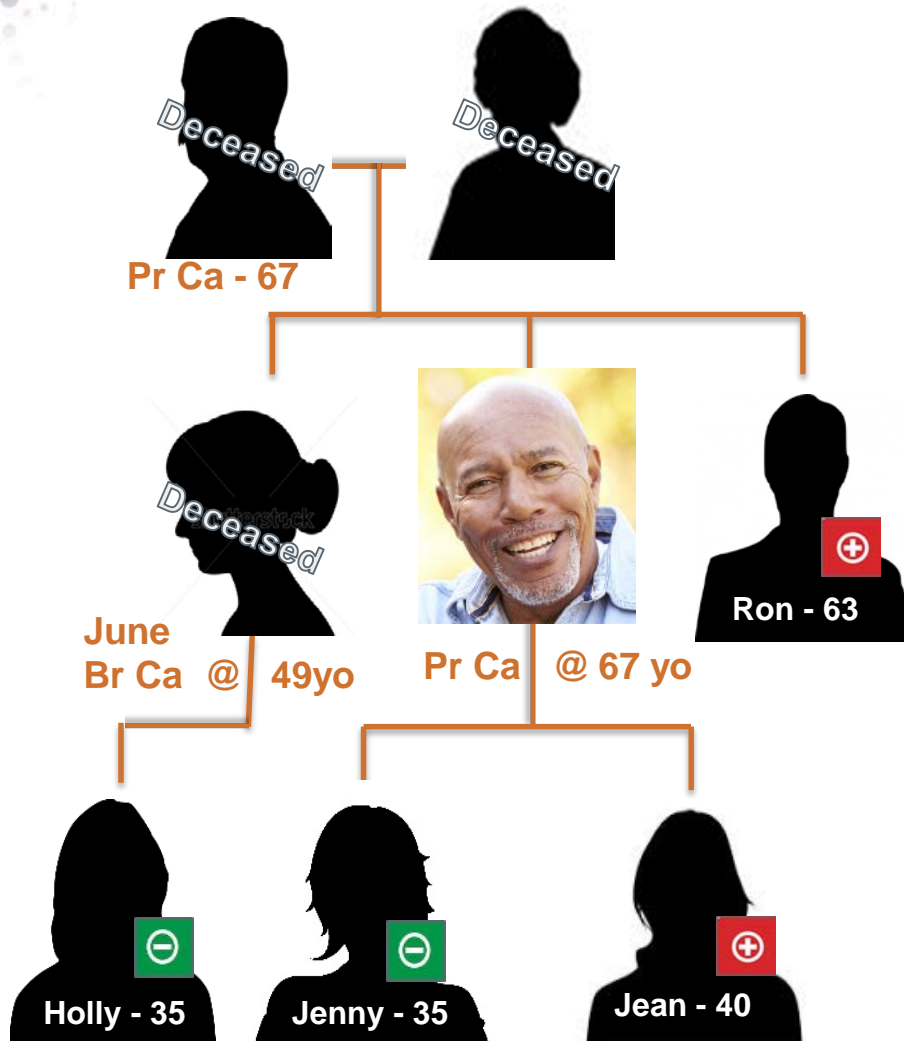 Deceased
Deceased
Pr Ca - 67
Deceased
Ron - 63
June
Br Ca @ 49yo
Pr Ca @ 67 yo
Holly - 35
Jenny - 35
Jean - 40